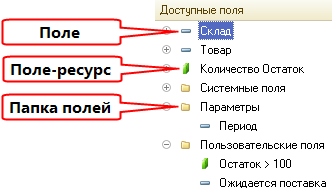 Доступные поля
Поле
Склад
Товар
Поле-ресурс
Количество Остаток
Системные поля
Папка полей
Параметры
Период
Пользовательские поля
Остаток > 100
Ожидается поставка